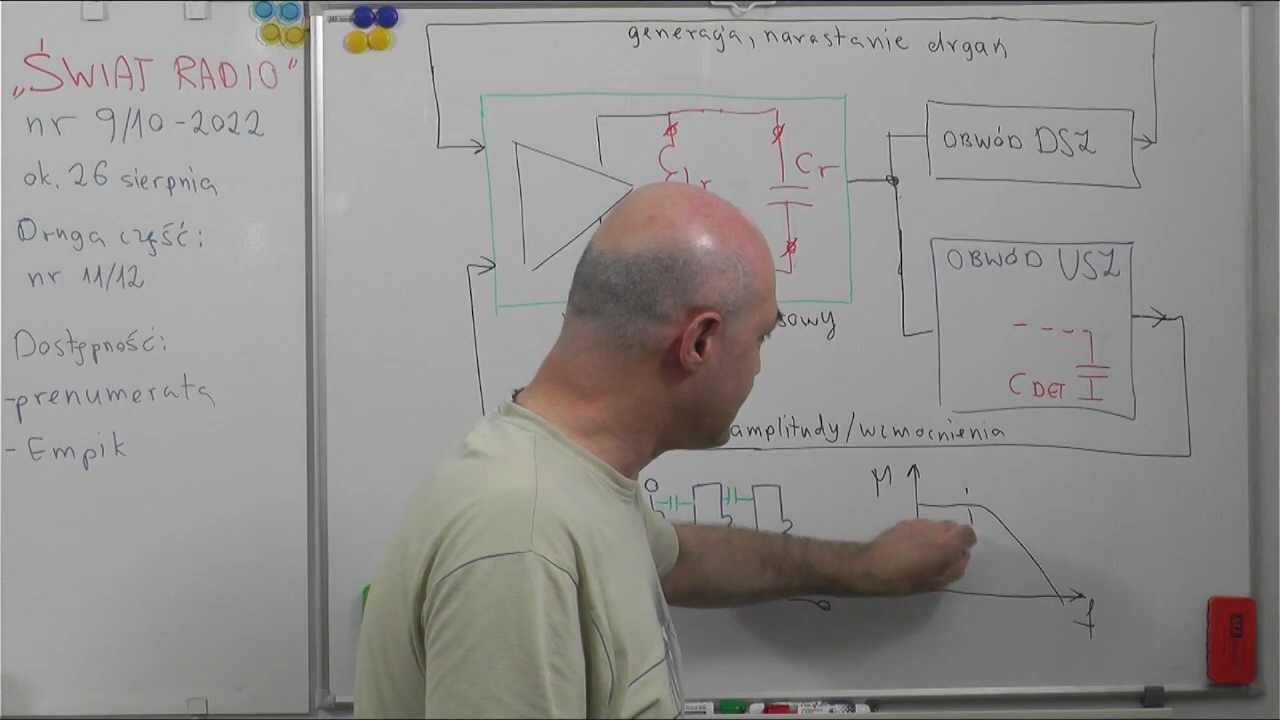 „ŚWIAT RADIO”
nr 9/10-2022
ok. 26 sierpnia
Druga część:
nr 11/12
Dostępność:
-prenumerata
- Empik
generacja, narastanie drgań
OBWÓD DSZ
Cr
Lr
OBWÓD USZ
CDET
amplitudy/wzmocnienia
μ
f